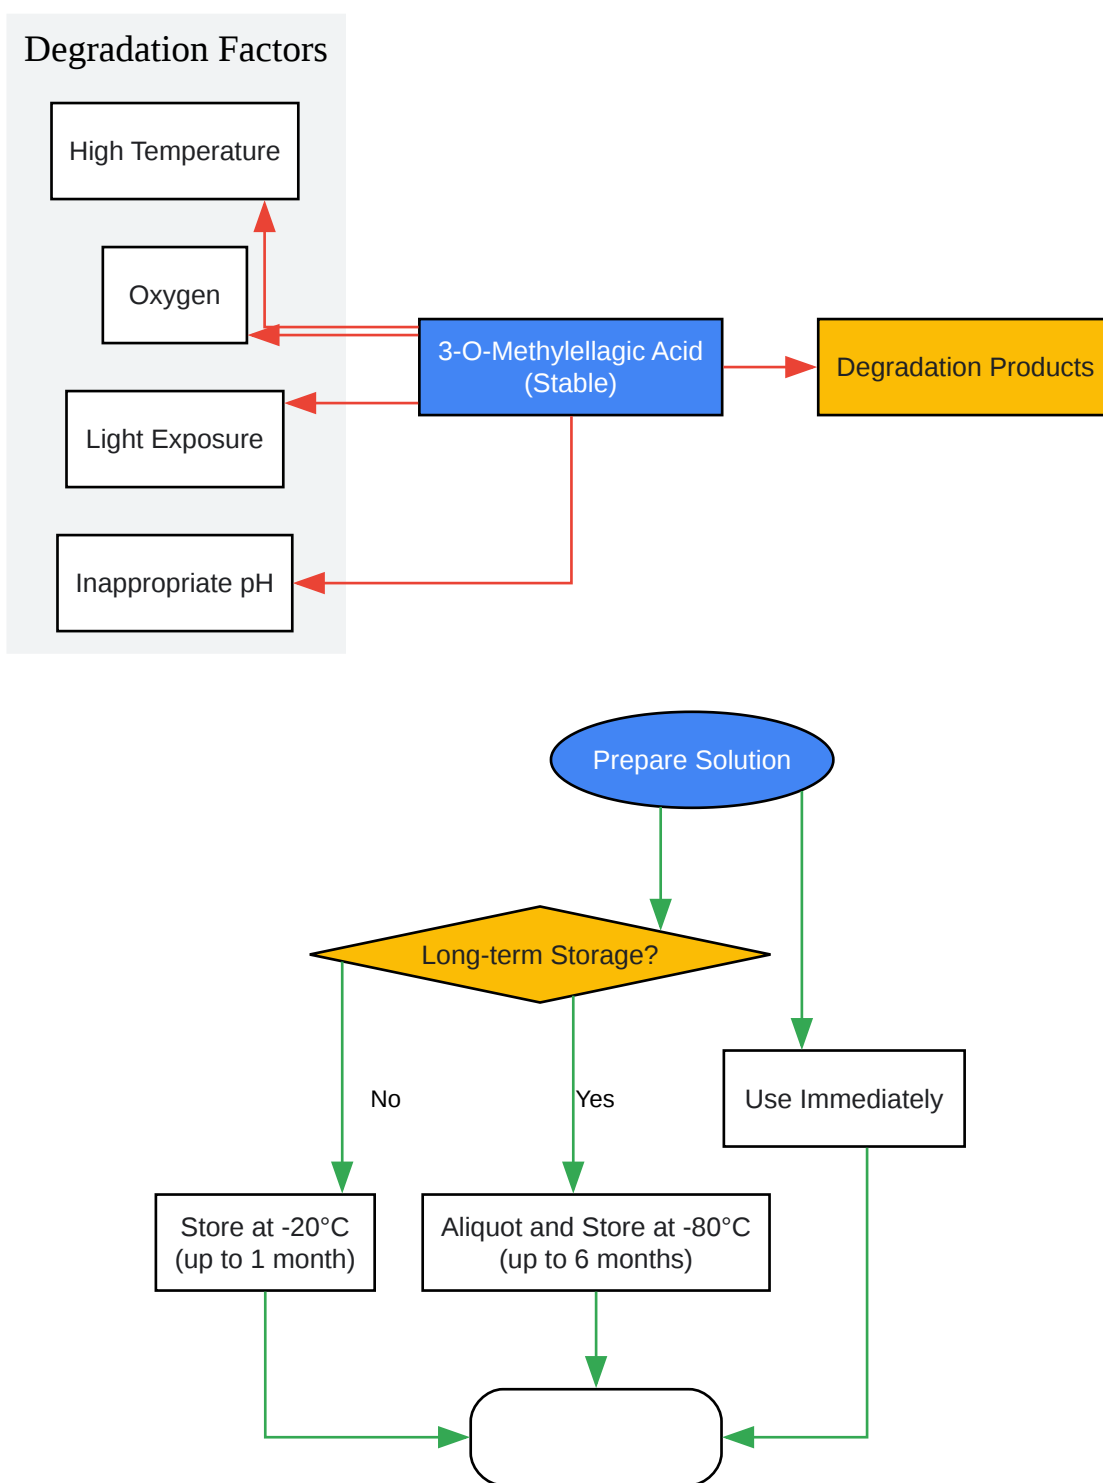 Degradation Factors
High Temperature
Oxygen
3-O-Methylellagic Acid
(Stable)
Degradation Products
Light Exposure
Inappropriate pH
Prepare Solution
Long-term Storage?
No
Yes
Use Immediately
Store at -20°C
(up to 1 month)
Aliquot and Store at -80°C
(up to 6 months)